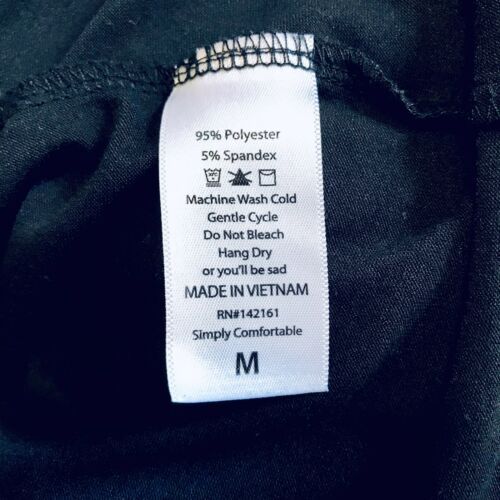 95% Polyester
5% Spandex
Machine Wash Cold
Gentle Cycle
Do Not Bleach
Hang Dry
or you'll be sad
MADE IN VIETNAM
RN#142161
Simply Comfortable
M